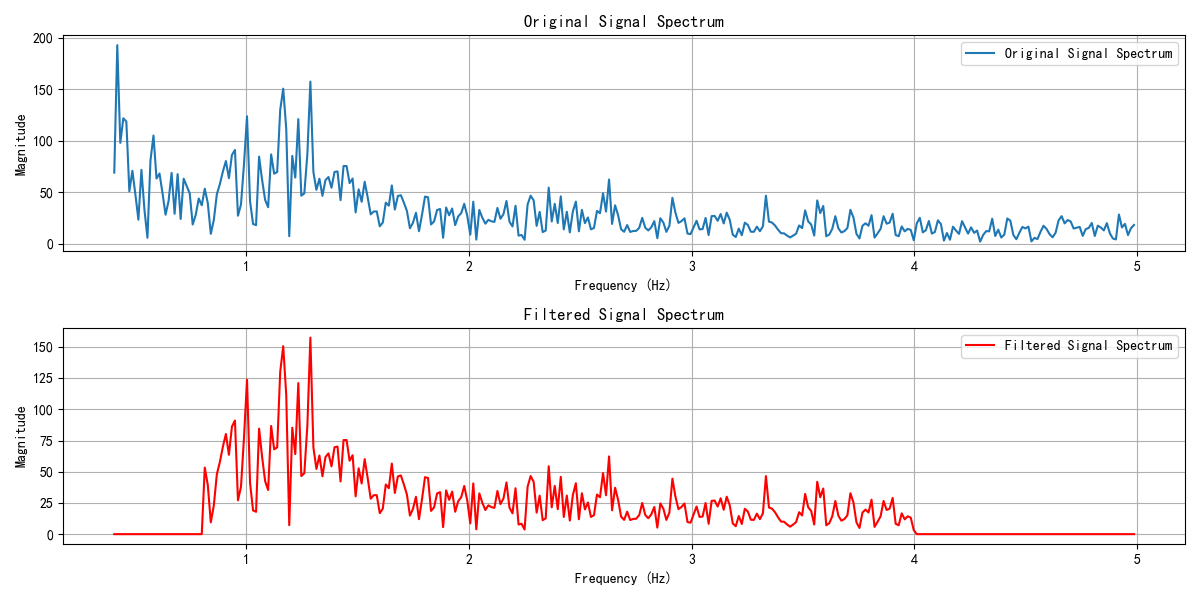 Original Signal Spectrum
200
150
100
50
0
Magnitude
Original Signal Spectrum
1 2 3 4 5
Frequency (Hz)
Filtered Signal Spectrum
150
125
100
75
50
25
0
Magnitude
Filtered Signal Spectrum
1 2 3 4 5
Frequency (Hz)